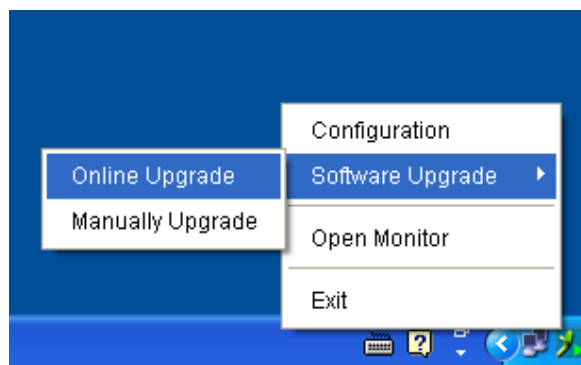 Configuration
Software Upgrade
Online Upgrade
Manually Upgrade
Open Monitor
Exit